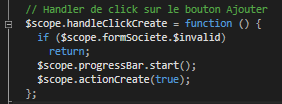 // Handler de click sur le bouton Ajouter
$scope.handleClickCreate = function () {
if ($scope.formSociete.$invalid)
return;
$scope.progressBar.start();
$scope.actionCreate(true);
};